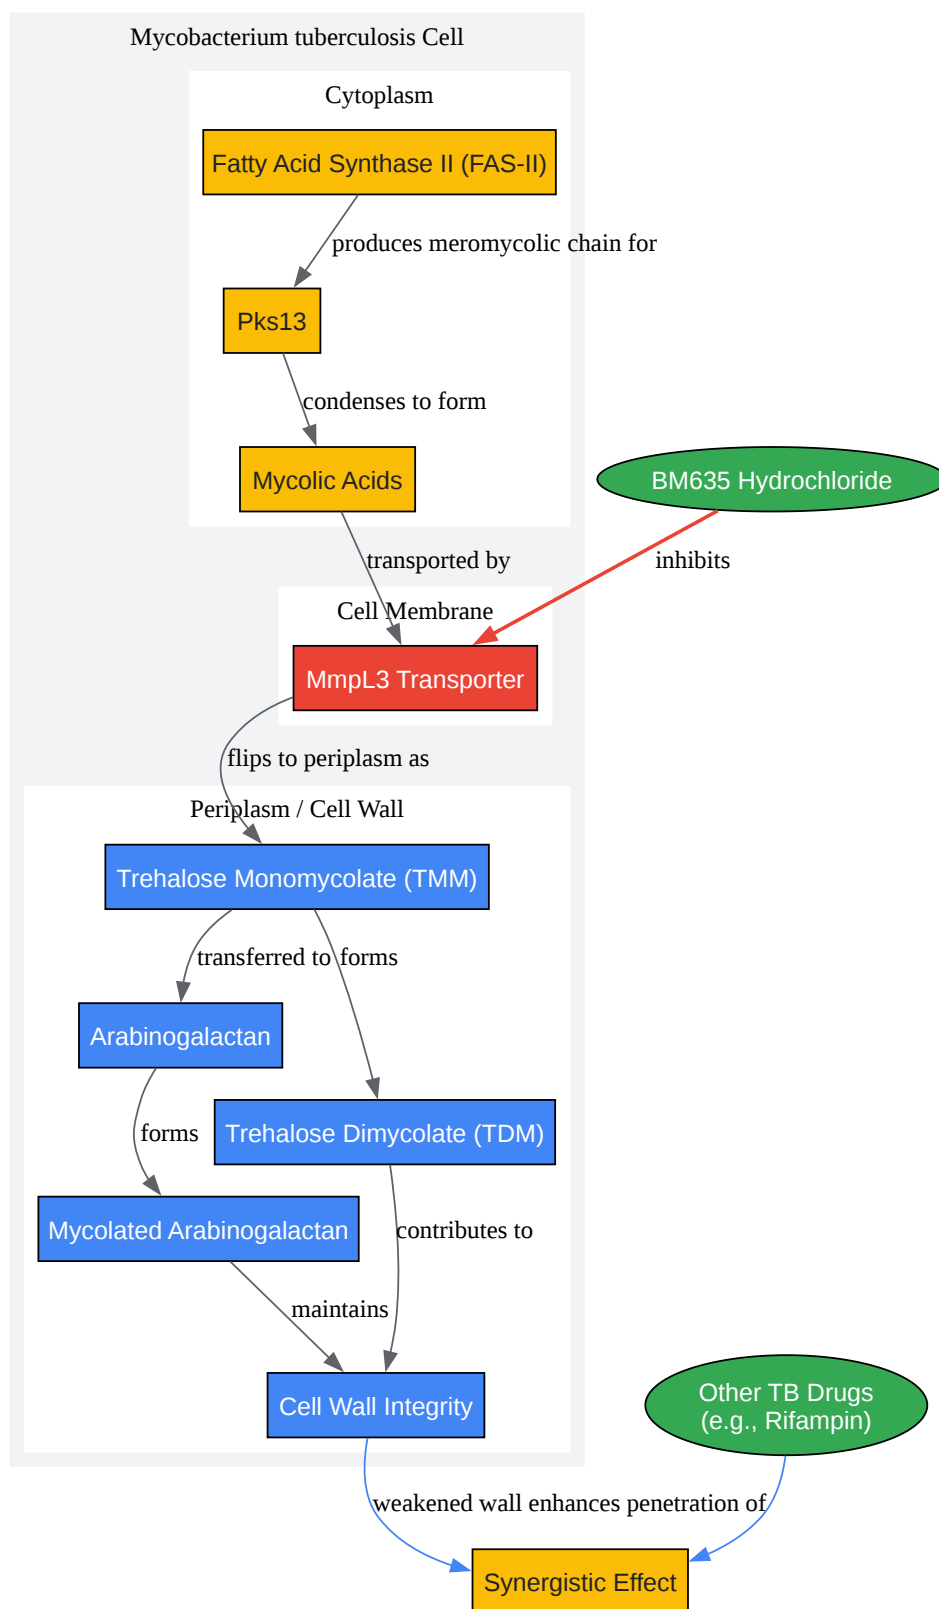 Mycobacterium tuberculosis Cell
Cytoplasm
Fatty Acid Synthase II (FAS-II)
produces meromycolic chain for
Pks13
condenses to form
Mycolic Acids
BM635 Hydrochloride
transported by
inhibits
Cell Membrane
MmpL3 Transporter
flips to periplasm as
Periplasm / Cell Wall
Trehalose Monomycolate (TMM)
transferred to
forms
Arabinogalactan
forms
Trehalose Dimycolate (TDM)
Mycolated Arabinogalactan
contributes to
maintains
Cell Wall Integrity
Other TB Drugs
(e.g., Rifampin)
weakened wall enhances penetration of
Synergistic Effect